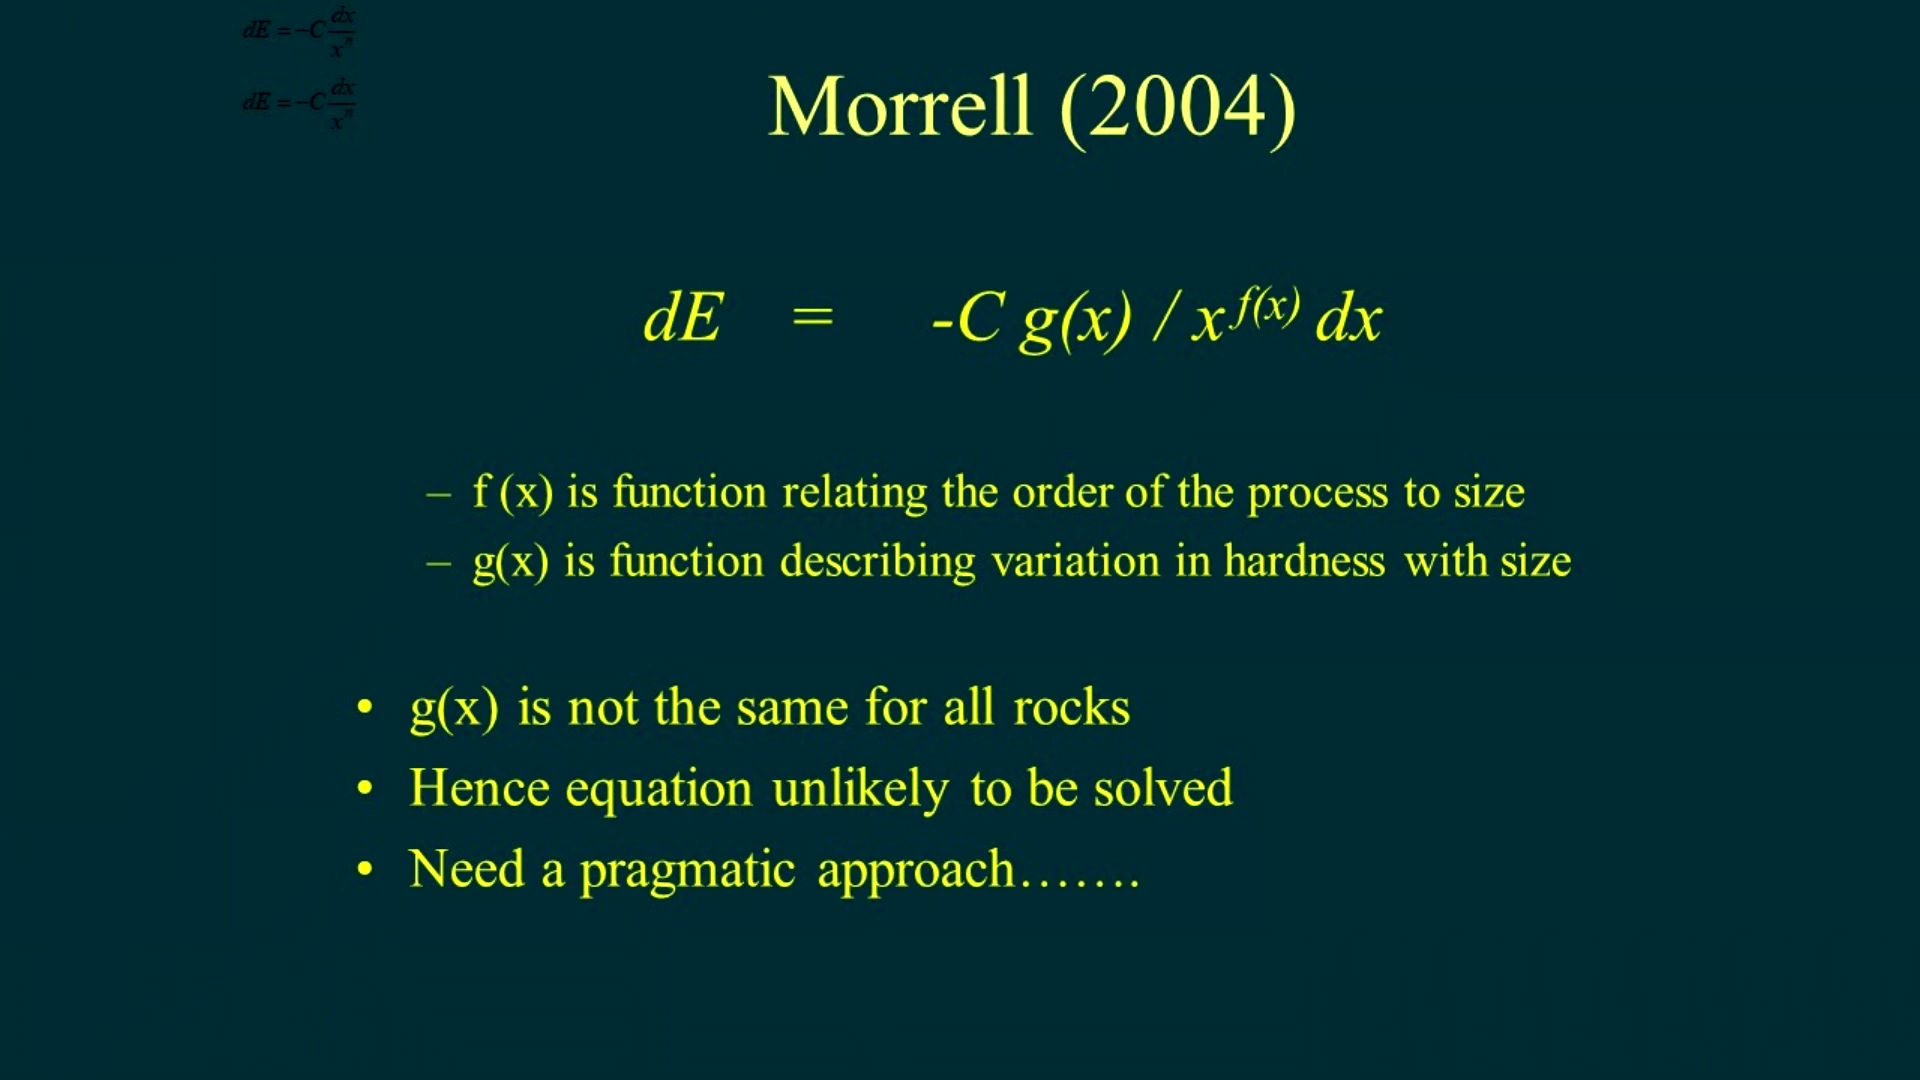 dE = −C dx/xⁿ
dE = −C dx/xⁿ
Morrell (2004)
dE = -C g(x) / x^f(x) dx
– f (x) is function relating the order of the process to size
– g(x) is function describing variation in hardness with size
• g(x) is not the same for all rocks
• Hence equation unlikely to be solved
• Need a pragmatic approach…….